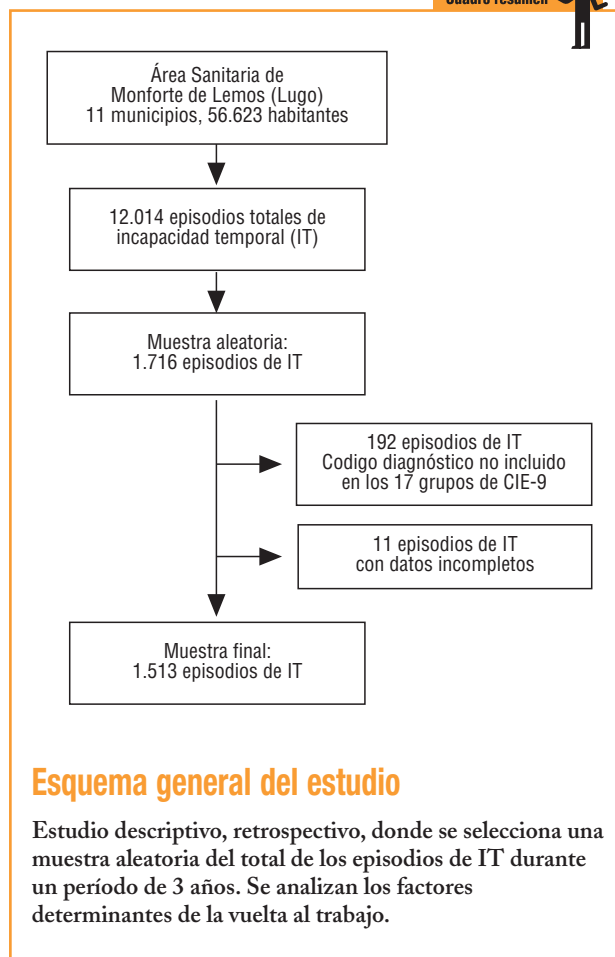 Cuadro resumen
Área Sanitaria de
Monforte de Lemos (Lugo)
11 municipios, 56.623 habitantes
12.014 episodios totales de
incapacidad temporal (IT)
Muestra aleatoria:
1.716 episodios de IT
192 episodios de IT
Codigo diagnóstico no incluido
en los 17 grupos de CIE-9
11 episodios de IT
con datos incompletos
Muestra final:
1.513 episodios de IT
Esquema general del estudio
Estudio descriptivo, retrospectivo, donde se selecciona una
muestra aleatoria del total de los episodios de IT durante
un período de 3 años. Se analizan los factores
determinantes de la vuelta al trabajo.